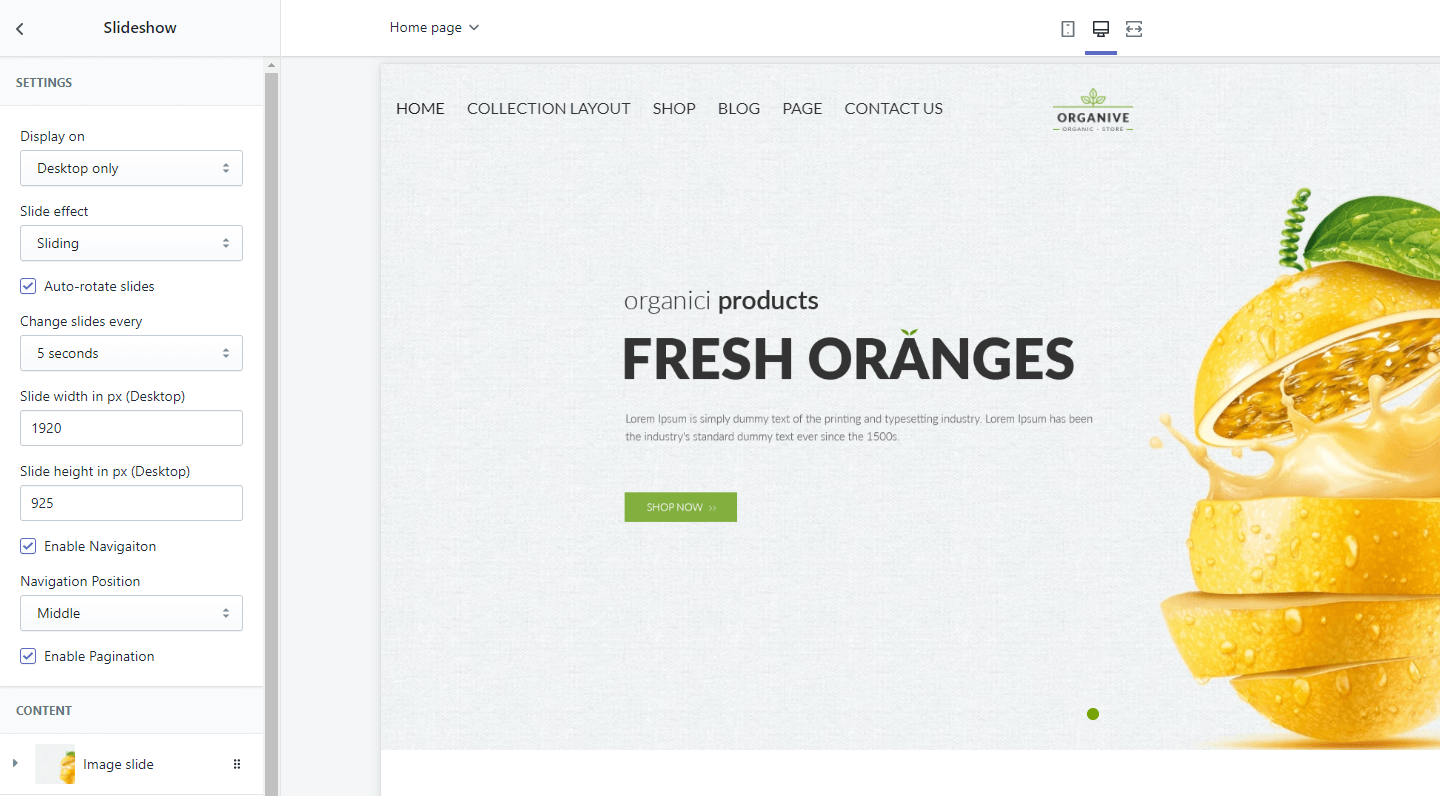 Slideshow
SETTINGS
Display on
Desktop only
Slide effect
Sliding
Auto-rotate slides
Change slides every
5 seconds
Slide width in px (Desktop)
1920
Slide height in px (Desktop)
925
Enable Navigaiton
Navigation Position
Middle
Enable Pagination
CONTENT
Image slide
Home page
HOME COLLECTION LAYOUT SHOP BLOG PAGE CONTACT US
ORGANIVE
ORGANIC - STORE
organici products
FRESH ORANGES
Lorem Ipsum is simply dummy text of the printing and typesetting industry. Lorem Ipsum has been
the industry's standard dummy text ever since the 1500s.
SHOP NOW »